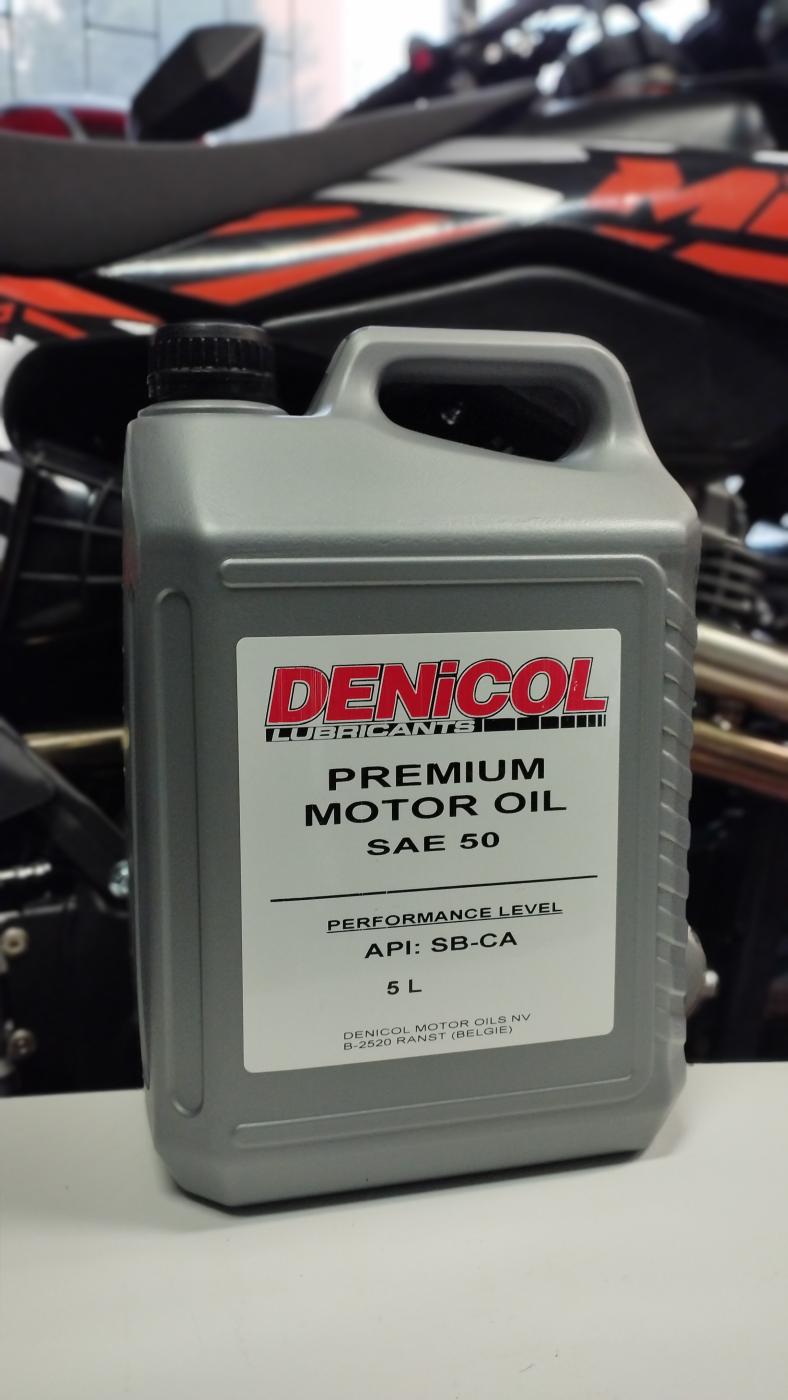 DENiCOL
LUBRICANTS
PREMIUM
MOTOR OIL
SAE 50
PERFORMANCE LEVEL
API: SB-CA
5 L
DENICOL MOTOR OILS NV
B-2520 RANST (BELGIE)